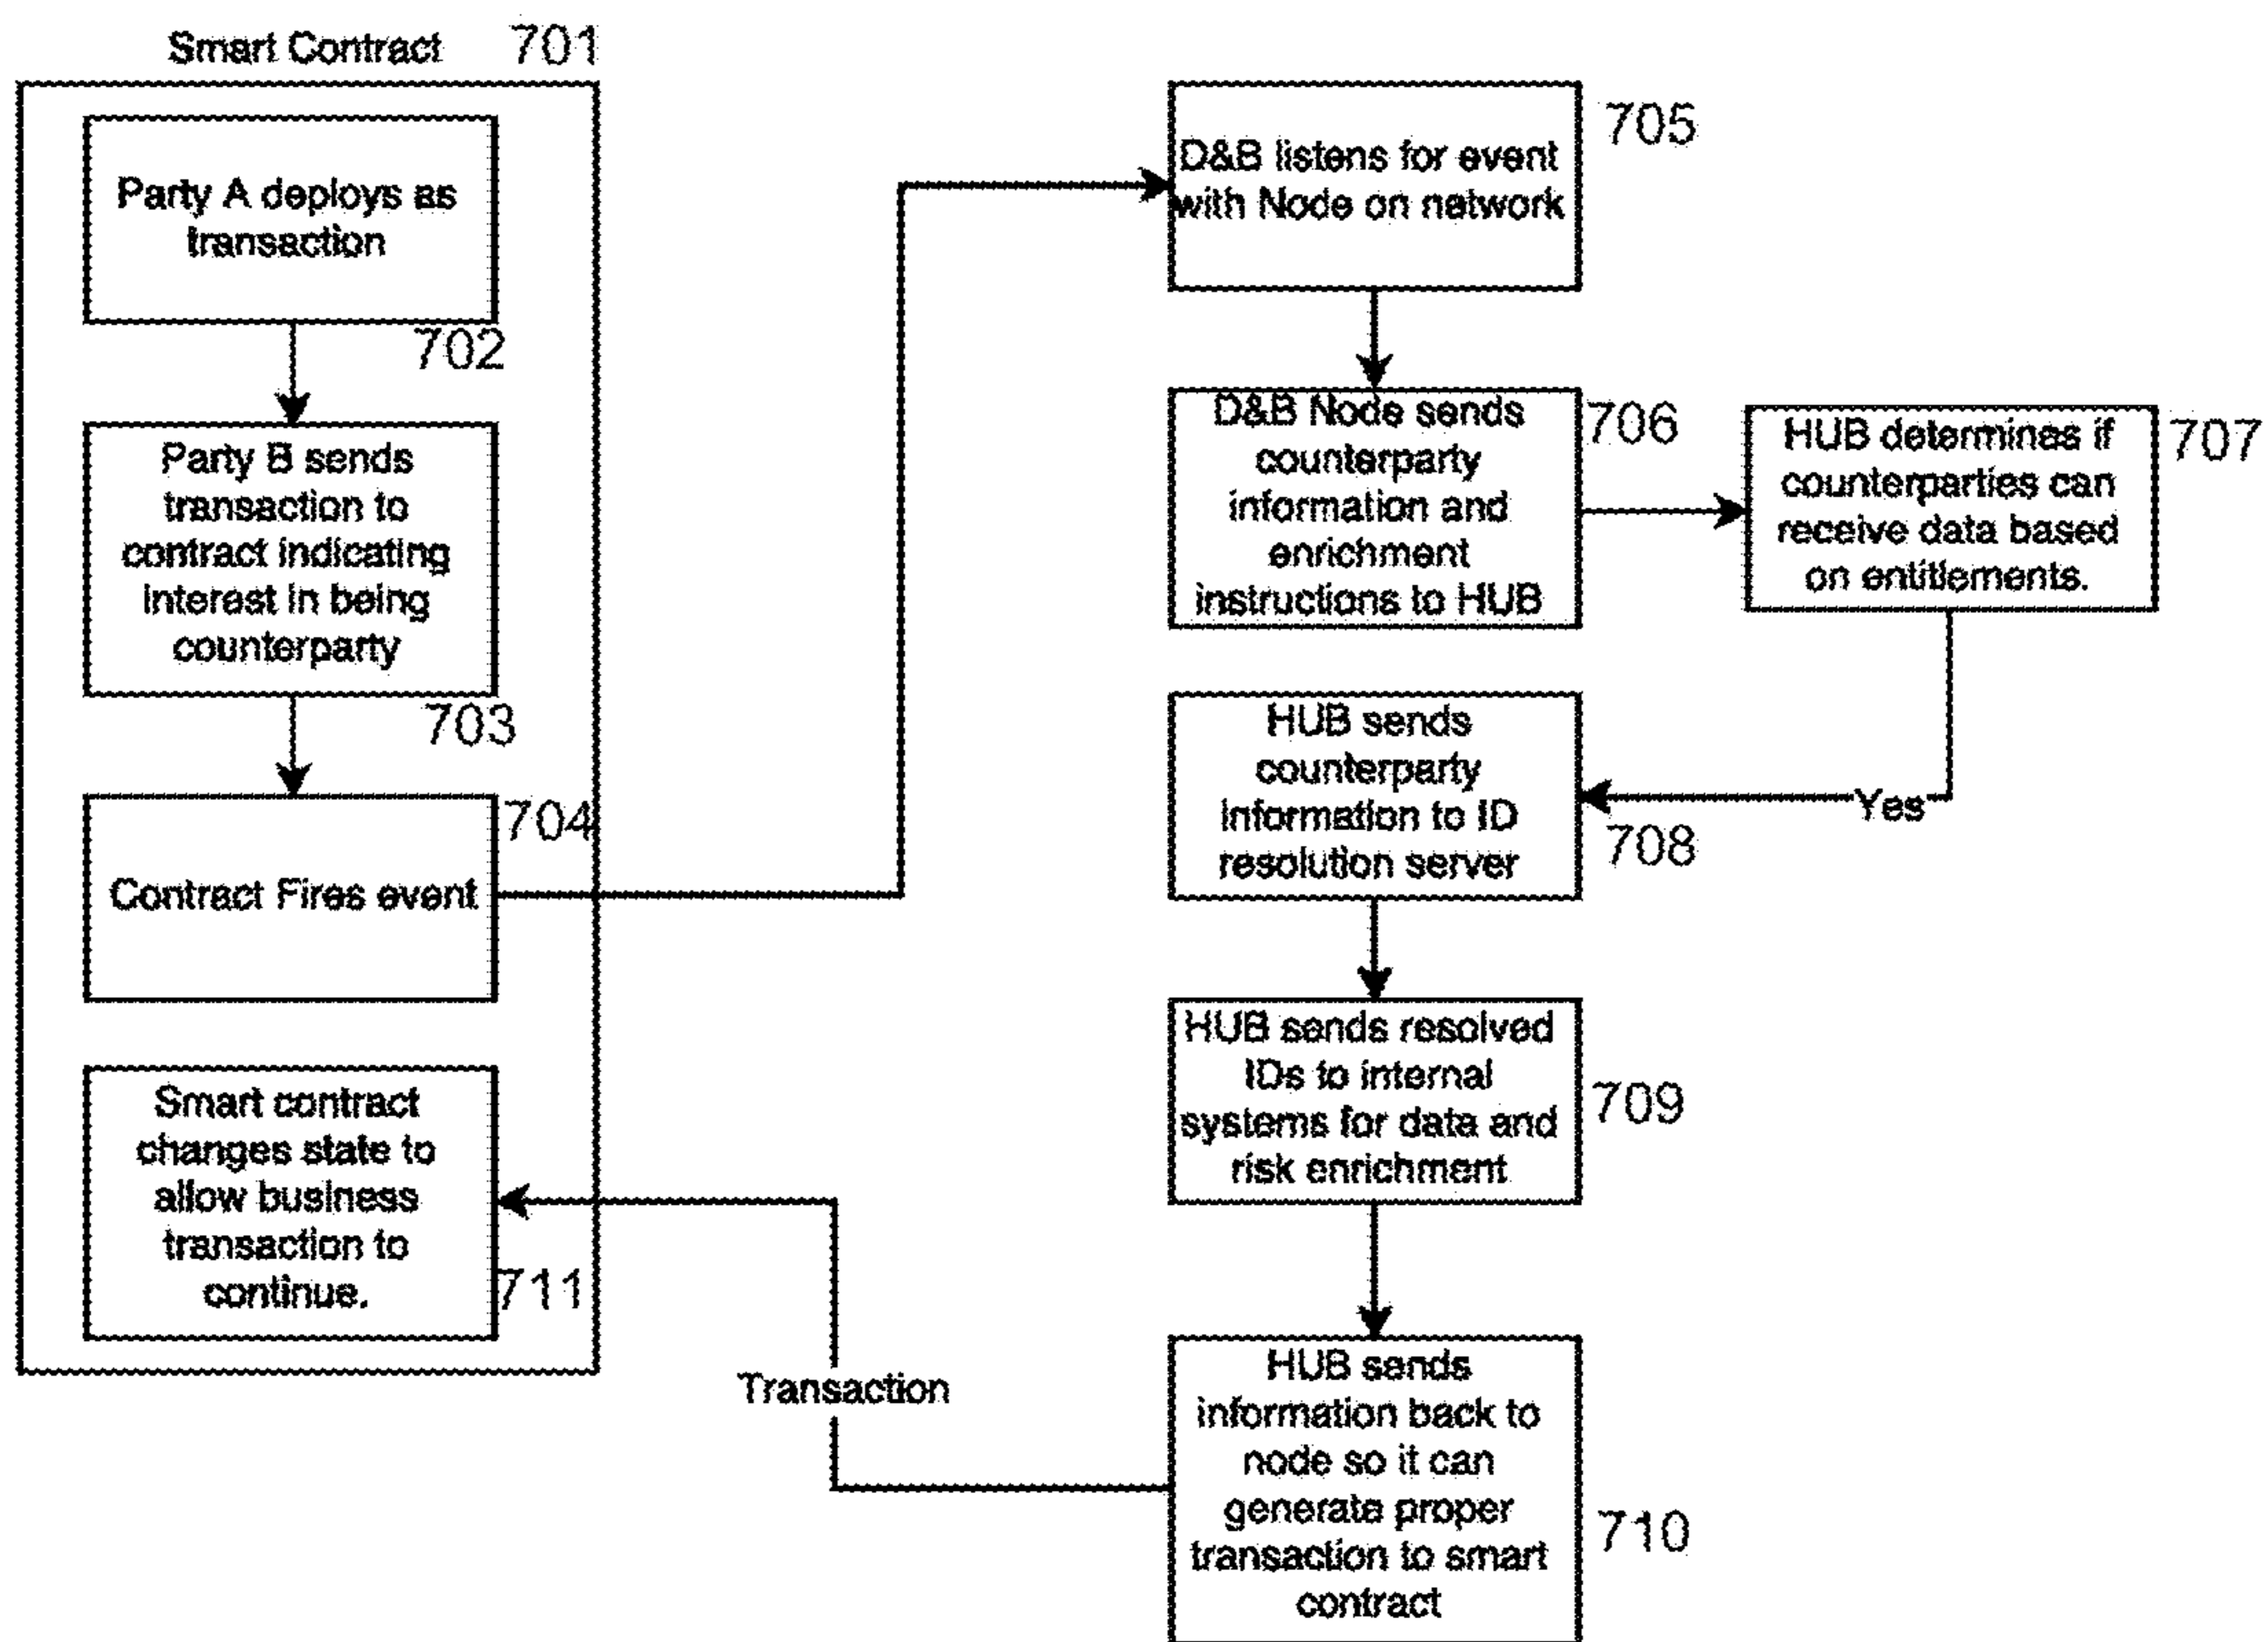 Smart Contract 701
Party A deploys as
transaction
702
Party B sends
transaction to
contract indicating
interest in being
counterparty
703
704
Contract Fires event
Smart contract
changes state to
allow business
transaction to
continue.
711
Transaction
705
D&B listens for event
with Node on network
D&B Node sends
counterparty
information and
enrichment
instructions to HUB
706
HUB determines if
counterparties can
receive data based
on entitlements.
707
Yes
HUB sends
counterparty
information to ID
resolution server
708
HUB sends resolved
IDs to internal
systems for data and
risk enrichment
709
HUB sends
information back to
node so it can
generate proper
transaction to smart
contract
710